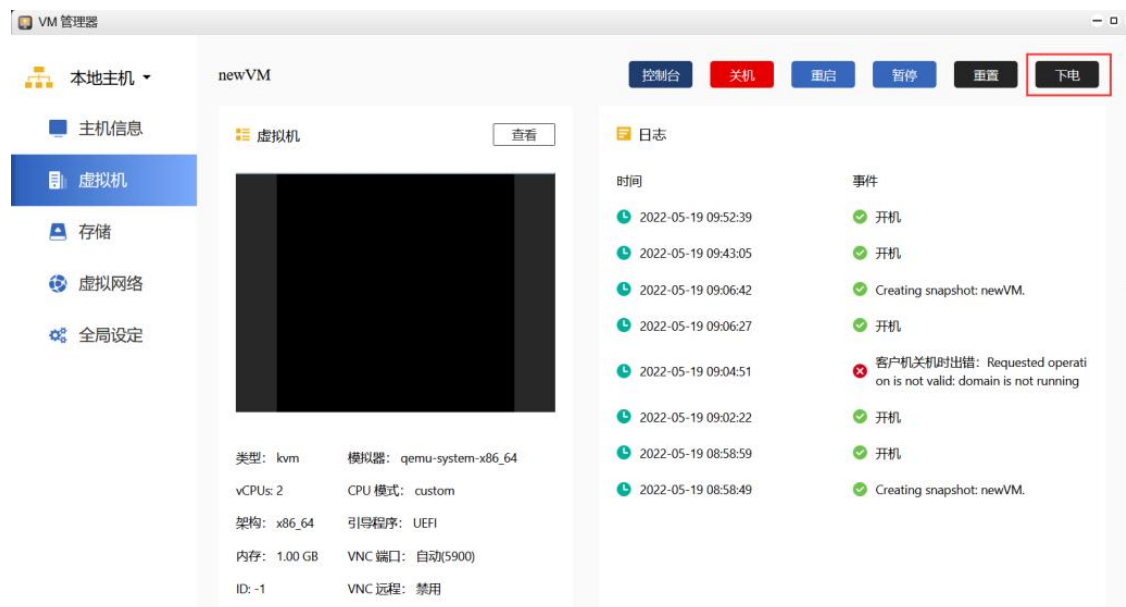 VM 管理器
本地主机
主机信息
虚拟机
存储
虚拟网络
全局设定
newVM
控制台
关机
重启
暂停
重置
下电
虚拟机
查看
类型: kvm 模拟器: qemu-system-x86_64
vCPUs: 2 CPU 模式: custom
架构: x86_64 引导程序: UEFI
内存: 1.00 GB VNC 端口: 自动(5900)
ID: -1 VNC 远程: 禁用
日志
时间 事件
2022-05-19 09:52:39 开机
2022-05-19 09:43:05 开机
2022-05-19 09:06:42 Creating snapshot: newVM.
2022-05-19 09:06:27 开机
2022-05-19 09:04:51 客户机关机时出错: Requested operati
on is not valid: domain is not running
2022-05-19 09:02:22 开机
2022-05-19 08:58:59 开机
2022-05-19 08:58:49 Creating snapshot: newVM.